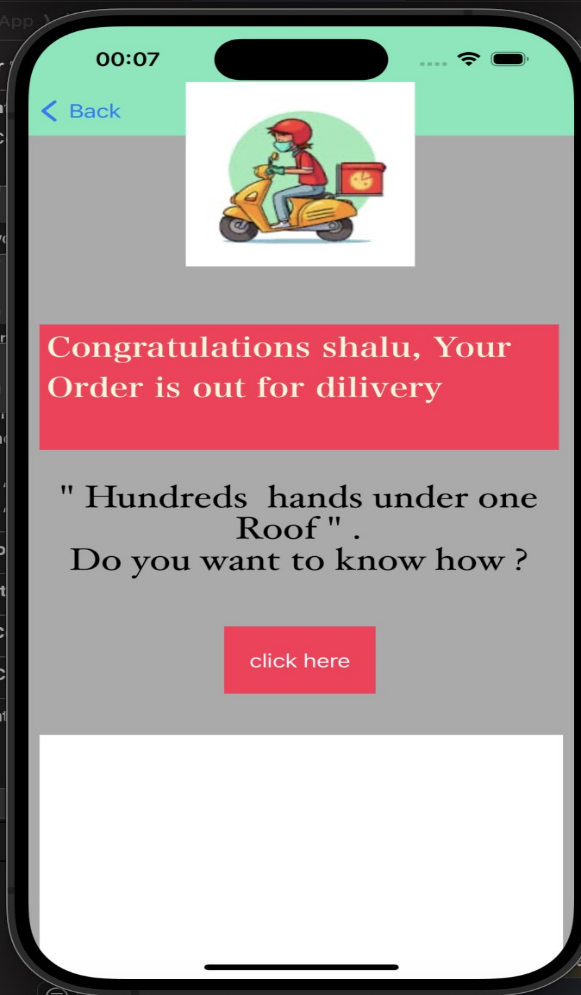 00:07
Back
Congratulations shalu, Your
Order is out for dilivery
" Hundreds  hands under one
Roof " .
Do you want to know how ?
click here